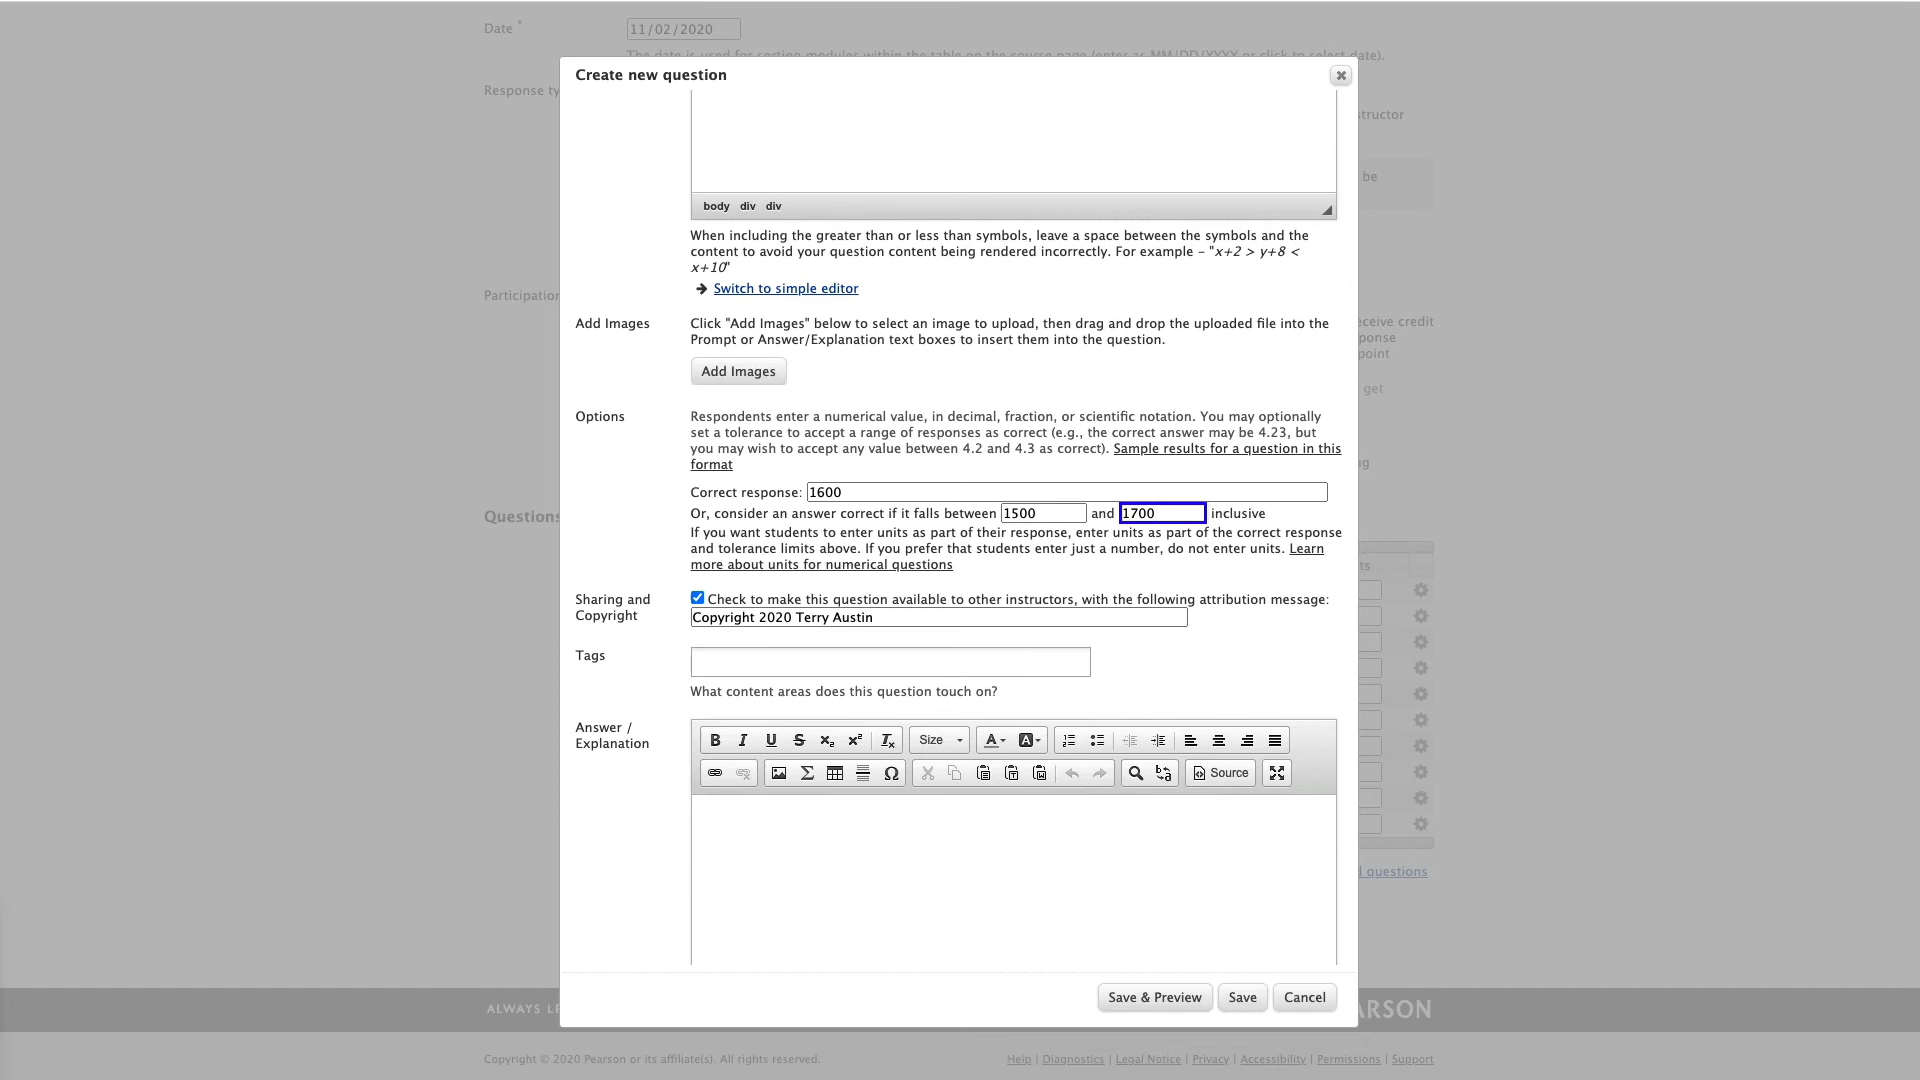 Date *
11/02/2020
The date is used for sorting modules within the table on the source page (enter as MM/DD/YYYY or click to select date).
Create new question
Response ty
structor
be
body div div
When including the greater than or less than symbols, leave a space between the symbols and the
content to avoid your question content being rendered incorrectly. For example - "x+2 > y+8 <
x+10"
Switch to simple editor
Participation
Add Images
Click "Add Images" below to select an image to upload, then drag and drop the uploaded file into the
Prompt or Answer/Explanation text boxes to insert them into the question.
eceive credit
ponse
point
Add Images
get
Options
Respondents enter a numerical value, in decimal, fraction, or scientific notation. You may optionally
set a tolerance to accept a range of responses as correct (e.g., the correct answer may be 4.23, but
you may wish to accept any value between 4.2 and 4.3 as correct). Sample results for a question in this
format
ng
Correct response: 1600
Or, consider an answer correct if it falls between 1500 and 1700 inclusive
If you want students to enter units as part of their response, enter units as part of the correct response
and tolerance limits above. If you prefer that students enter just a number, do not enter units. Learn
more about units for numerical questions
Questions
ts
Sharing and
Copyright
Check to make this question available to other instructors, with the following attribution message:
Copyright 2020 Terry Austin
Tags
What content areas does this question touch on?
Answer /
Explanation
B I U S x₂ x² Tx Size A A
Source
l questions
Save & Preview Save Cancel
ALWAYS LE
ARSON
Copyright © 2020 Pearson or its affiliate(s). All rights reserved.
Help | Diagnostics | Legal Notice | Privacy | Accessibility | Permissions | Support